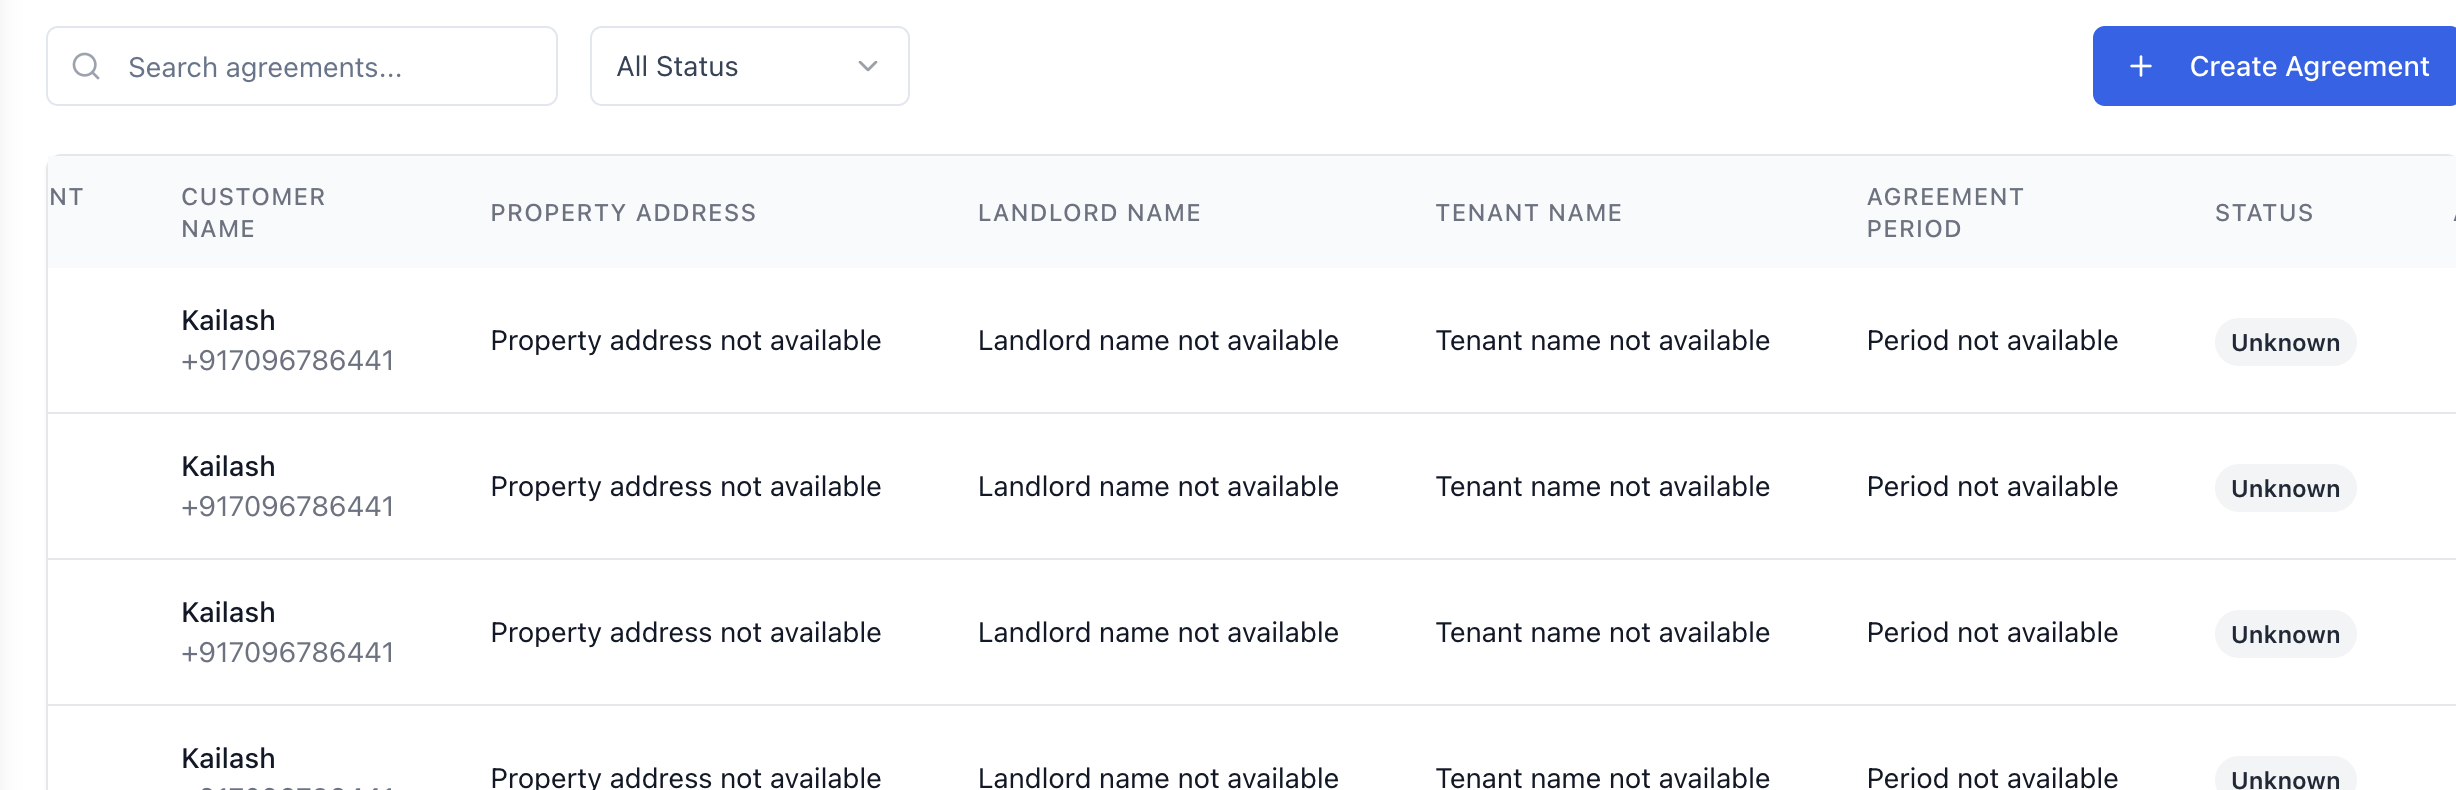 Search agreements...
All Status
Create Agreement
NT
CUSTOMER NAME
PROPERTY ADDRESS
LANDLORD NAME
TENANT NAME
AGREEMENT PERIOD
STATUS
Kailash
+917096786441
Property address not available
Landlord name not available
Tenant name not available
Period not available
Unknown
Kailash
+917096786441
Property address not available
Landlord name not available
Tenant name not available
Period not available
Unknown
Kailash
+917096786441
Property address not available
Landlord name not available
Tenant name not available
Period not available
Unknown
Kailash
Property address not available
Landlord name not available
Tenant name not available
Period not available
Unknown